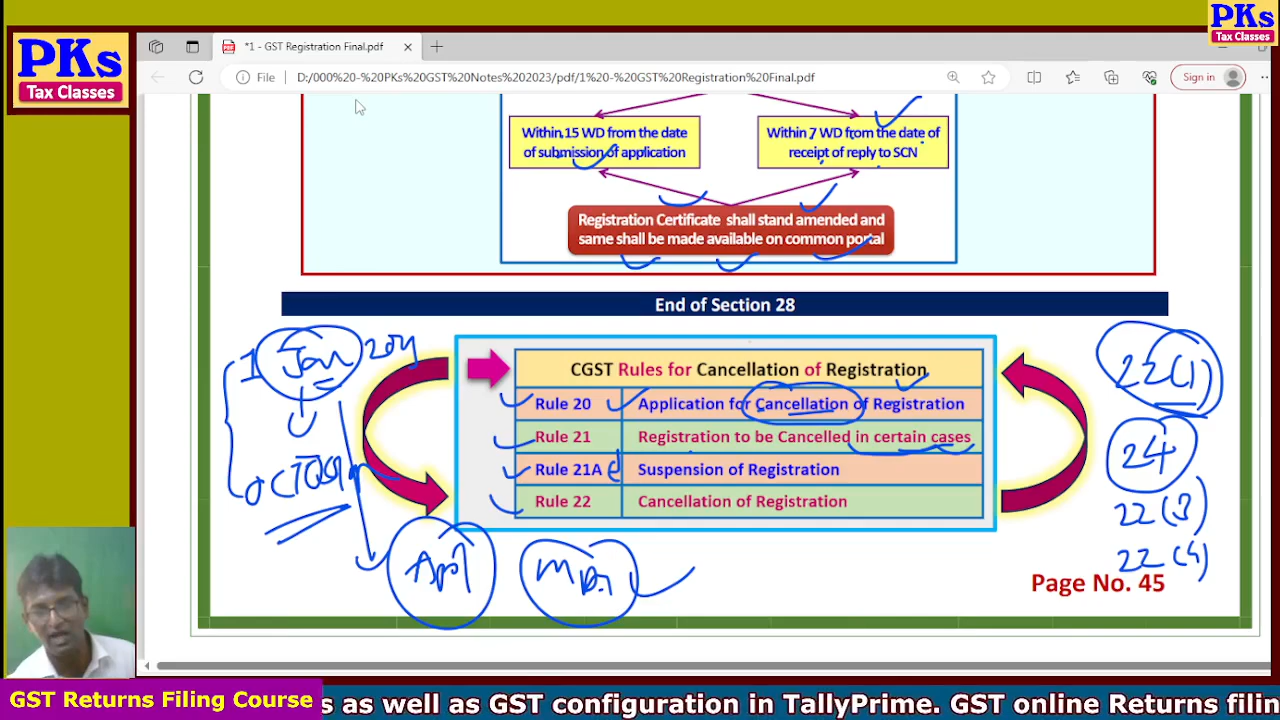 PKs
Tax Classes
PKs
Tax Classes
*1 - GST Registration Final.pdf
File
D:/000%20-%20PKs%20GST%20Notes%202023/pdf/1%20-%20GST%20Registration%20Final.pdf
Sign in
Within 15 WD from the date
of submission of application
Within 7 WD from the date of
receipt of reply to SCN
Registration Certificate shall stand amended and
same shall be made available on common portal
End of Section 28
CGST Rules for Cancellation of Registration
Rule 20 Application for Cancellation of Registration
Rule 21 Registration to be Cancelled in certain cases
Rule 21A Suspension of Registration
Rule 22 Cancellation of Registration
1 Jan
22(1)
24
22(3)
22(4)
Page No. 45
GST Returns Filing Course
s as well as GST configuration in TallyPrime. GST online Returns filin